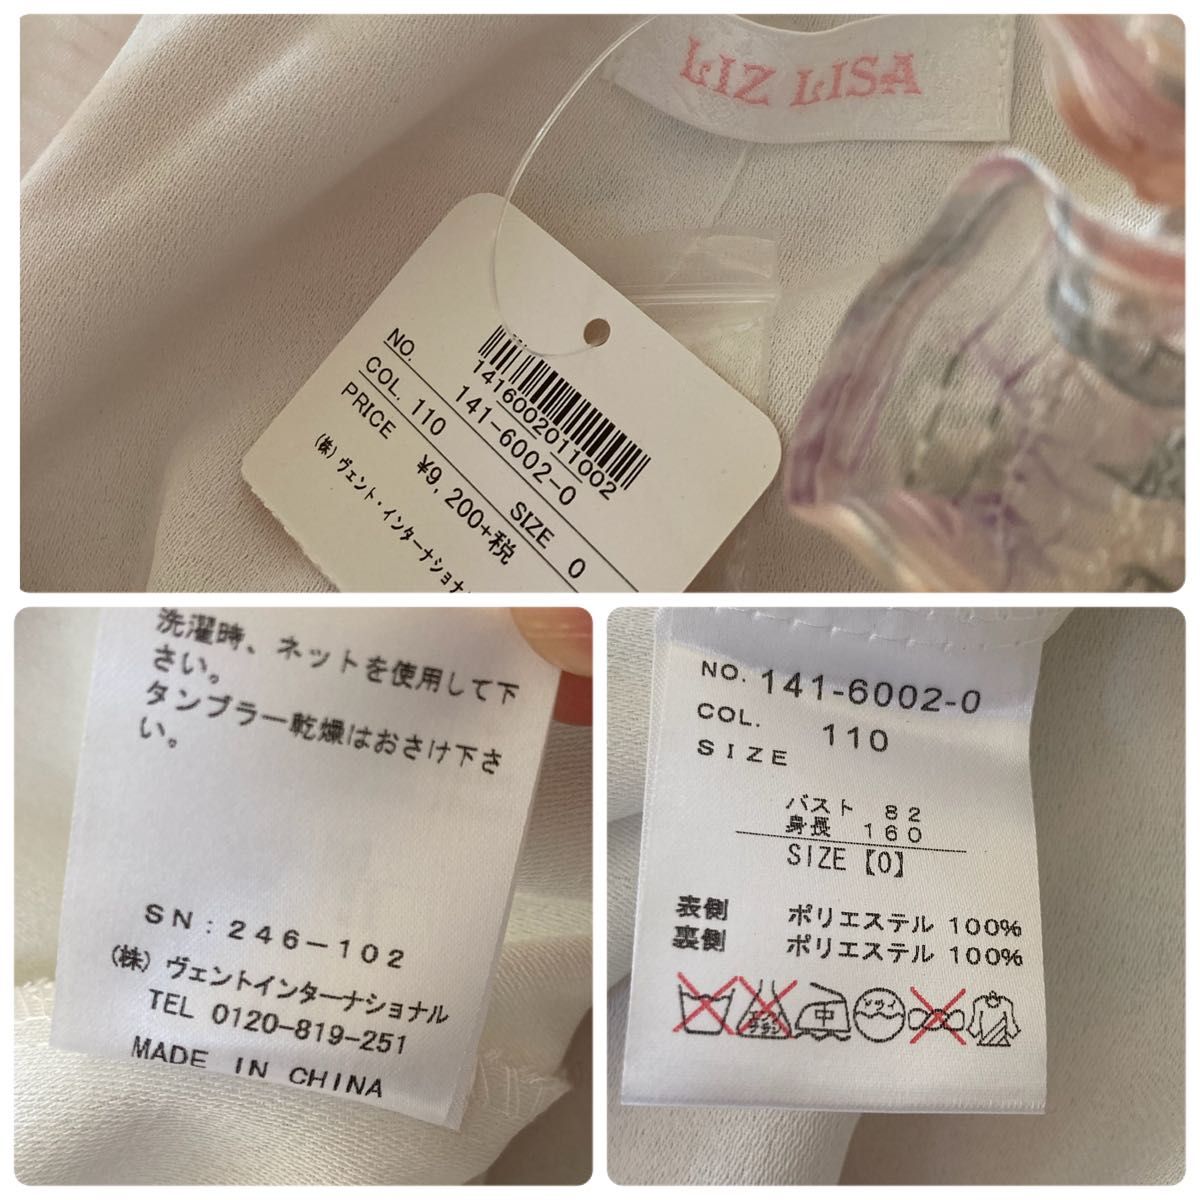 LIZ LISA
1416002011002
NO. 141-6002-0
COL. 110 SIZE 0
PRICE ¥9,200+税
(株)ヴェント・インターナショナ
洗濯時、ネットを使用して下
さい。
タンブラー乾燥はおさけ下さ
い。
SN:246-102
(株)ヴェントインターナショナル
TEL 0120-819-251
MADE IN CHINA
NO. 141-6002-0
COL. 110
SIZE
バスト 82
身長 160
SIZE【0】
表側 ポリエステル 100%
裏側 ポリエステル 100%
中